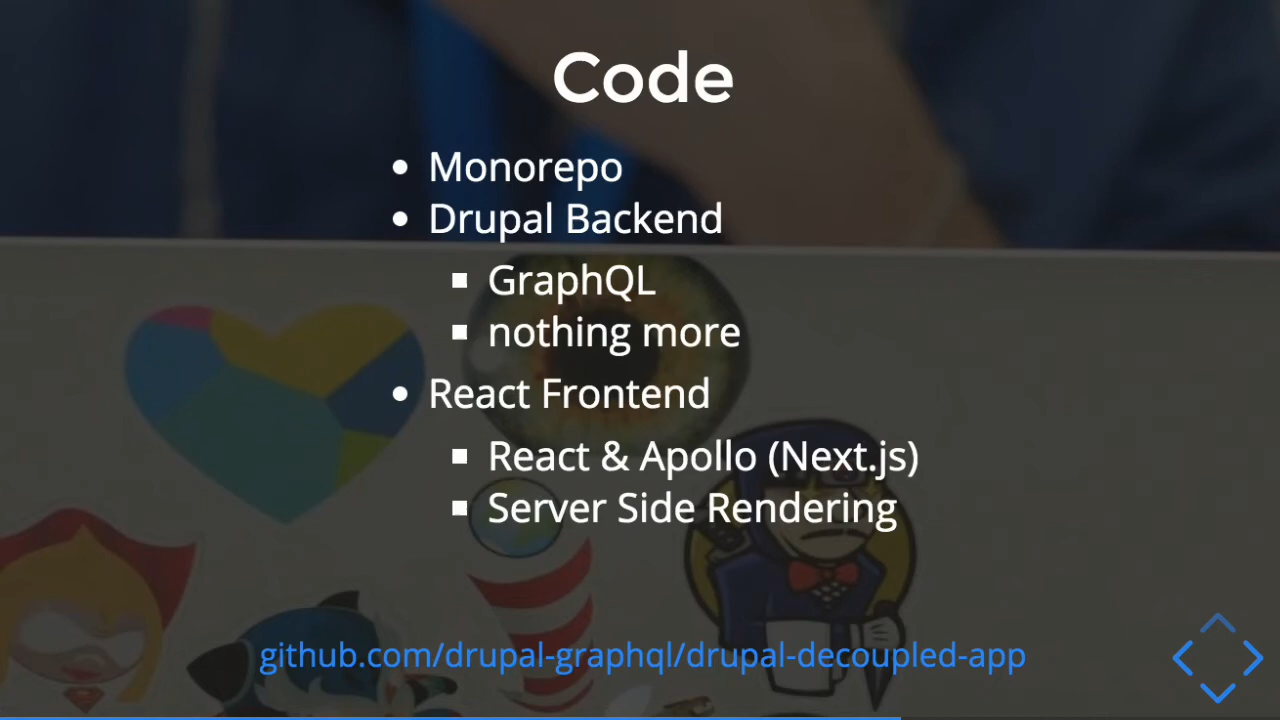 Code
Monorepo
Drupal Backend
GraphQL
nothing more
React Frontend
React & Apollo (Next.js)
Server Side Rendering
github.com/drupal-graphql/drupal-decoupled-app